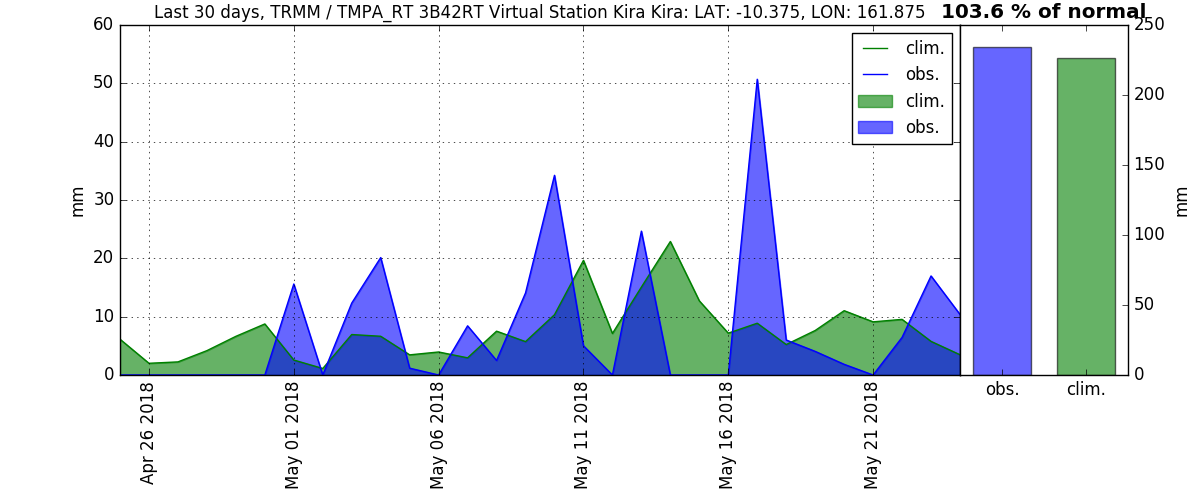 Last 30 days, TRMM / TMPA_RT 3B42RT Virtual Station Kira Kira: LAT: -10.375, LON: 161.875
103.6 % of normal
60
50
40
30
20
10
0
mm
clim.
obs.
clim.
obs.
250
200
150
100
50
0
mm
Apr 26 2018
May 01 2018
May 06 2018
May 11 2018
May 16 2018
May 21 2018
obs.
clim.